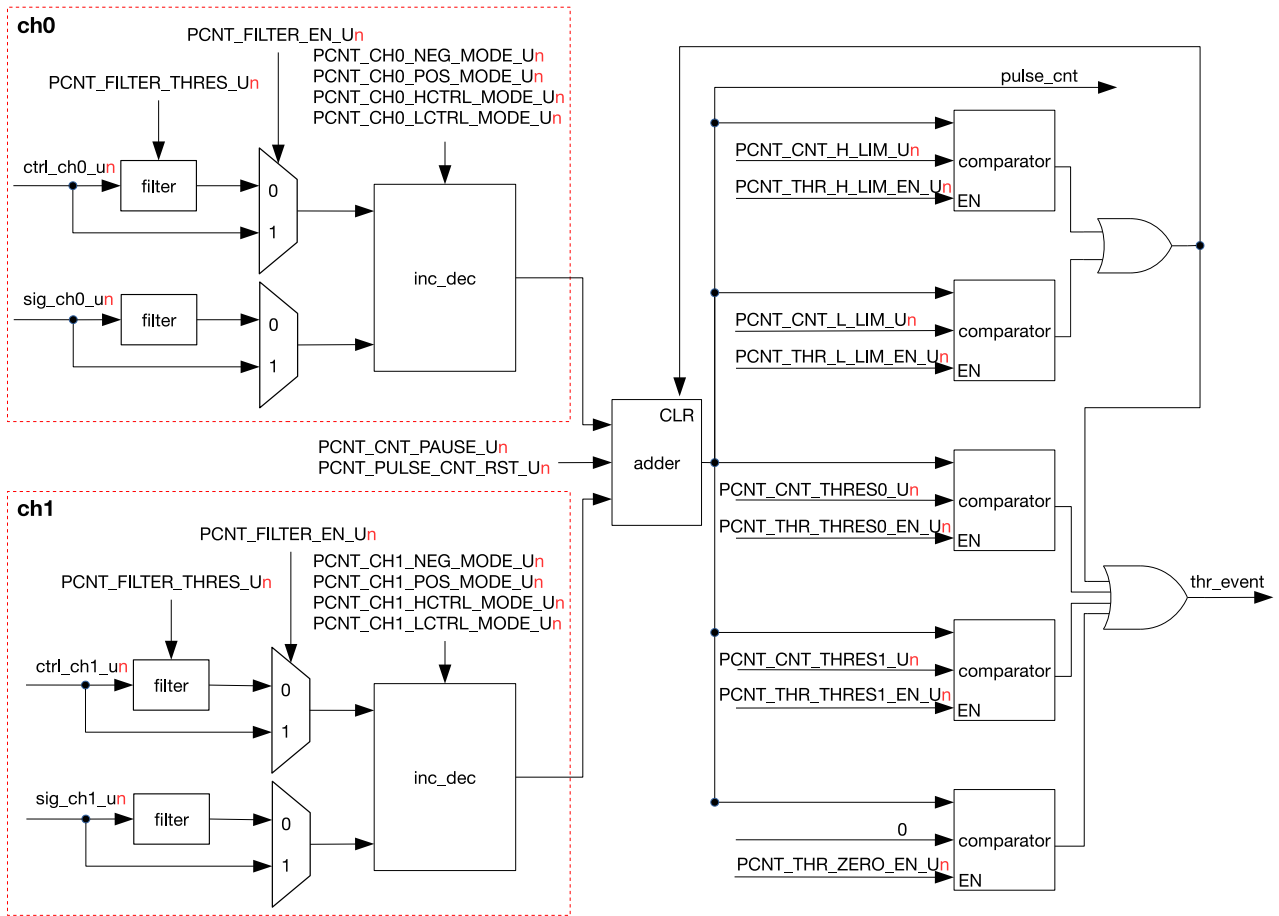 ch0
PCNT_FILTER_EN_Un
PCNT_CH0_NEG_MODE_Un
PCNT_CH0_POS_MODE_Un
PCNT_CH0_HCTRL_MODE_Un
PCNT_CH0_LCTRL_MODE_Un
PCNT_FILTER_THRES_Un
ctrl_ch0_un
filter
0
1
sig_ch0_un
filter
0
1
inc_dec
PCNT_CNT_PAUSE_Un
PCNT_PULSE_CNT_RST_Un
CLR
adder
ch1
PCNT_FILTER_EN_Un
PCNT_CH1_NEG_MODE_Un
PCNT_CH1_POS_MODE_Un
PCNT_CH1_HCTRL_MODE_Un
PCNT_CH1_LCTRL_MODE_Un
PCNT_FILTER_THRES_Un
ctrl_ch1_un
filter
0
1
sig_ch1_un
filter
0
1
inc_dec
pulse_cnt
PCNT_CNT_H_LIM_Un
comparator
PCNT_THR_H_LIM_EN_Un
EN
PCNT_CNT_L_LIM_Un
comparator
PCNT_THR_L_LIM_EN_Un
EN
PCNT_CNT_THRES0_Un
comparator
PCNT_THR_THRES0_EN_Un
EN
thr_event
PCNT_CNT_THRES1_Un
comparator
PCNT_THR_THRES1_EN_Un
EN
0
comparator
PCNT_THR_ZERO_EN_Un
EN